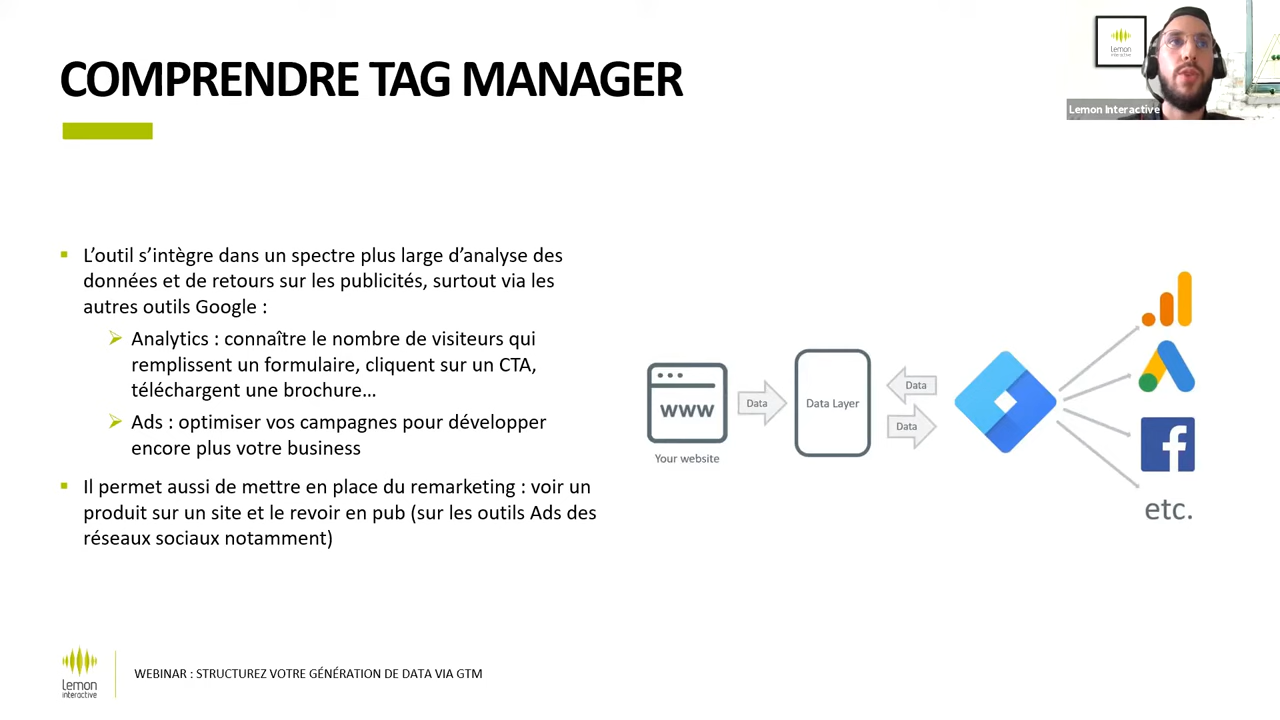 COMPRENDRE TAG MANAGER
lemon
interactive
Lemon Interactive
L’outil s’intègre dans un spectre plus large d’analyse des
données et de retours sur les publicités, surtout via les
autres outils Google :
Analytics : connaître le nombre de visiteurs qui
remplissent un formulaire, cliquent sur un CTA,
téléchargent une brochure…
Ads : optimiser vos campagnes pour développer
encore plus votre business
Il permet aussi de mettre en place du remarketing : voir un
produit sur un site et le revoir en pub (sur les outils Ads des
réseaux sociaux notamment)
www
Your website
Data
Data Layer
Data
Data
etc.
lemon
interactive
WEBINAR : STRUCTUREZ VOTRE GÉNÉRATION DE DATA VIA GTM